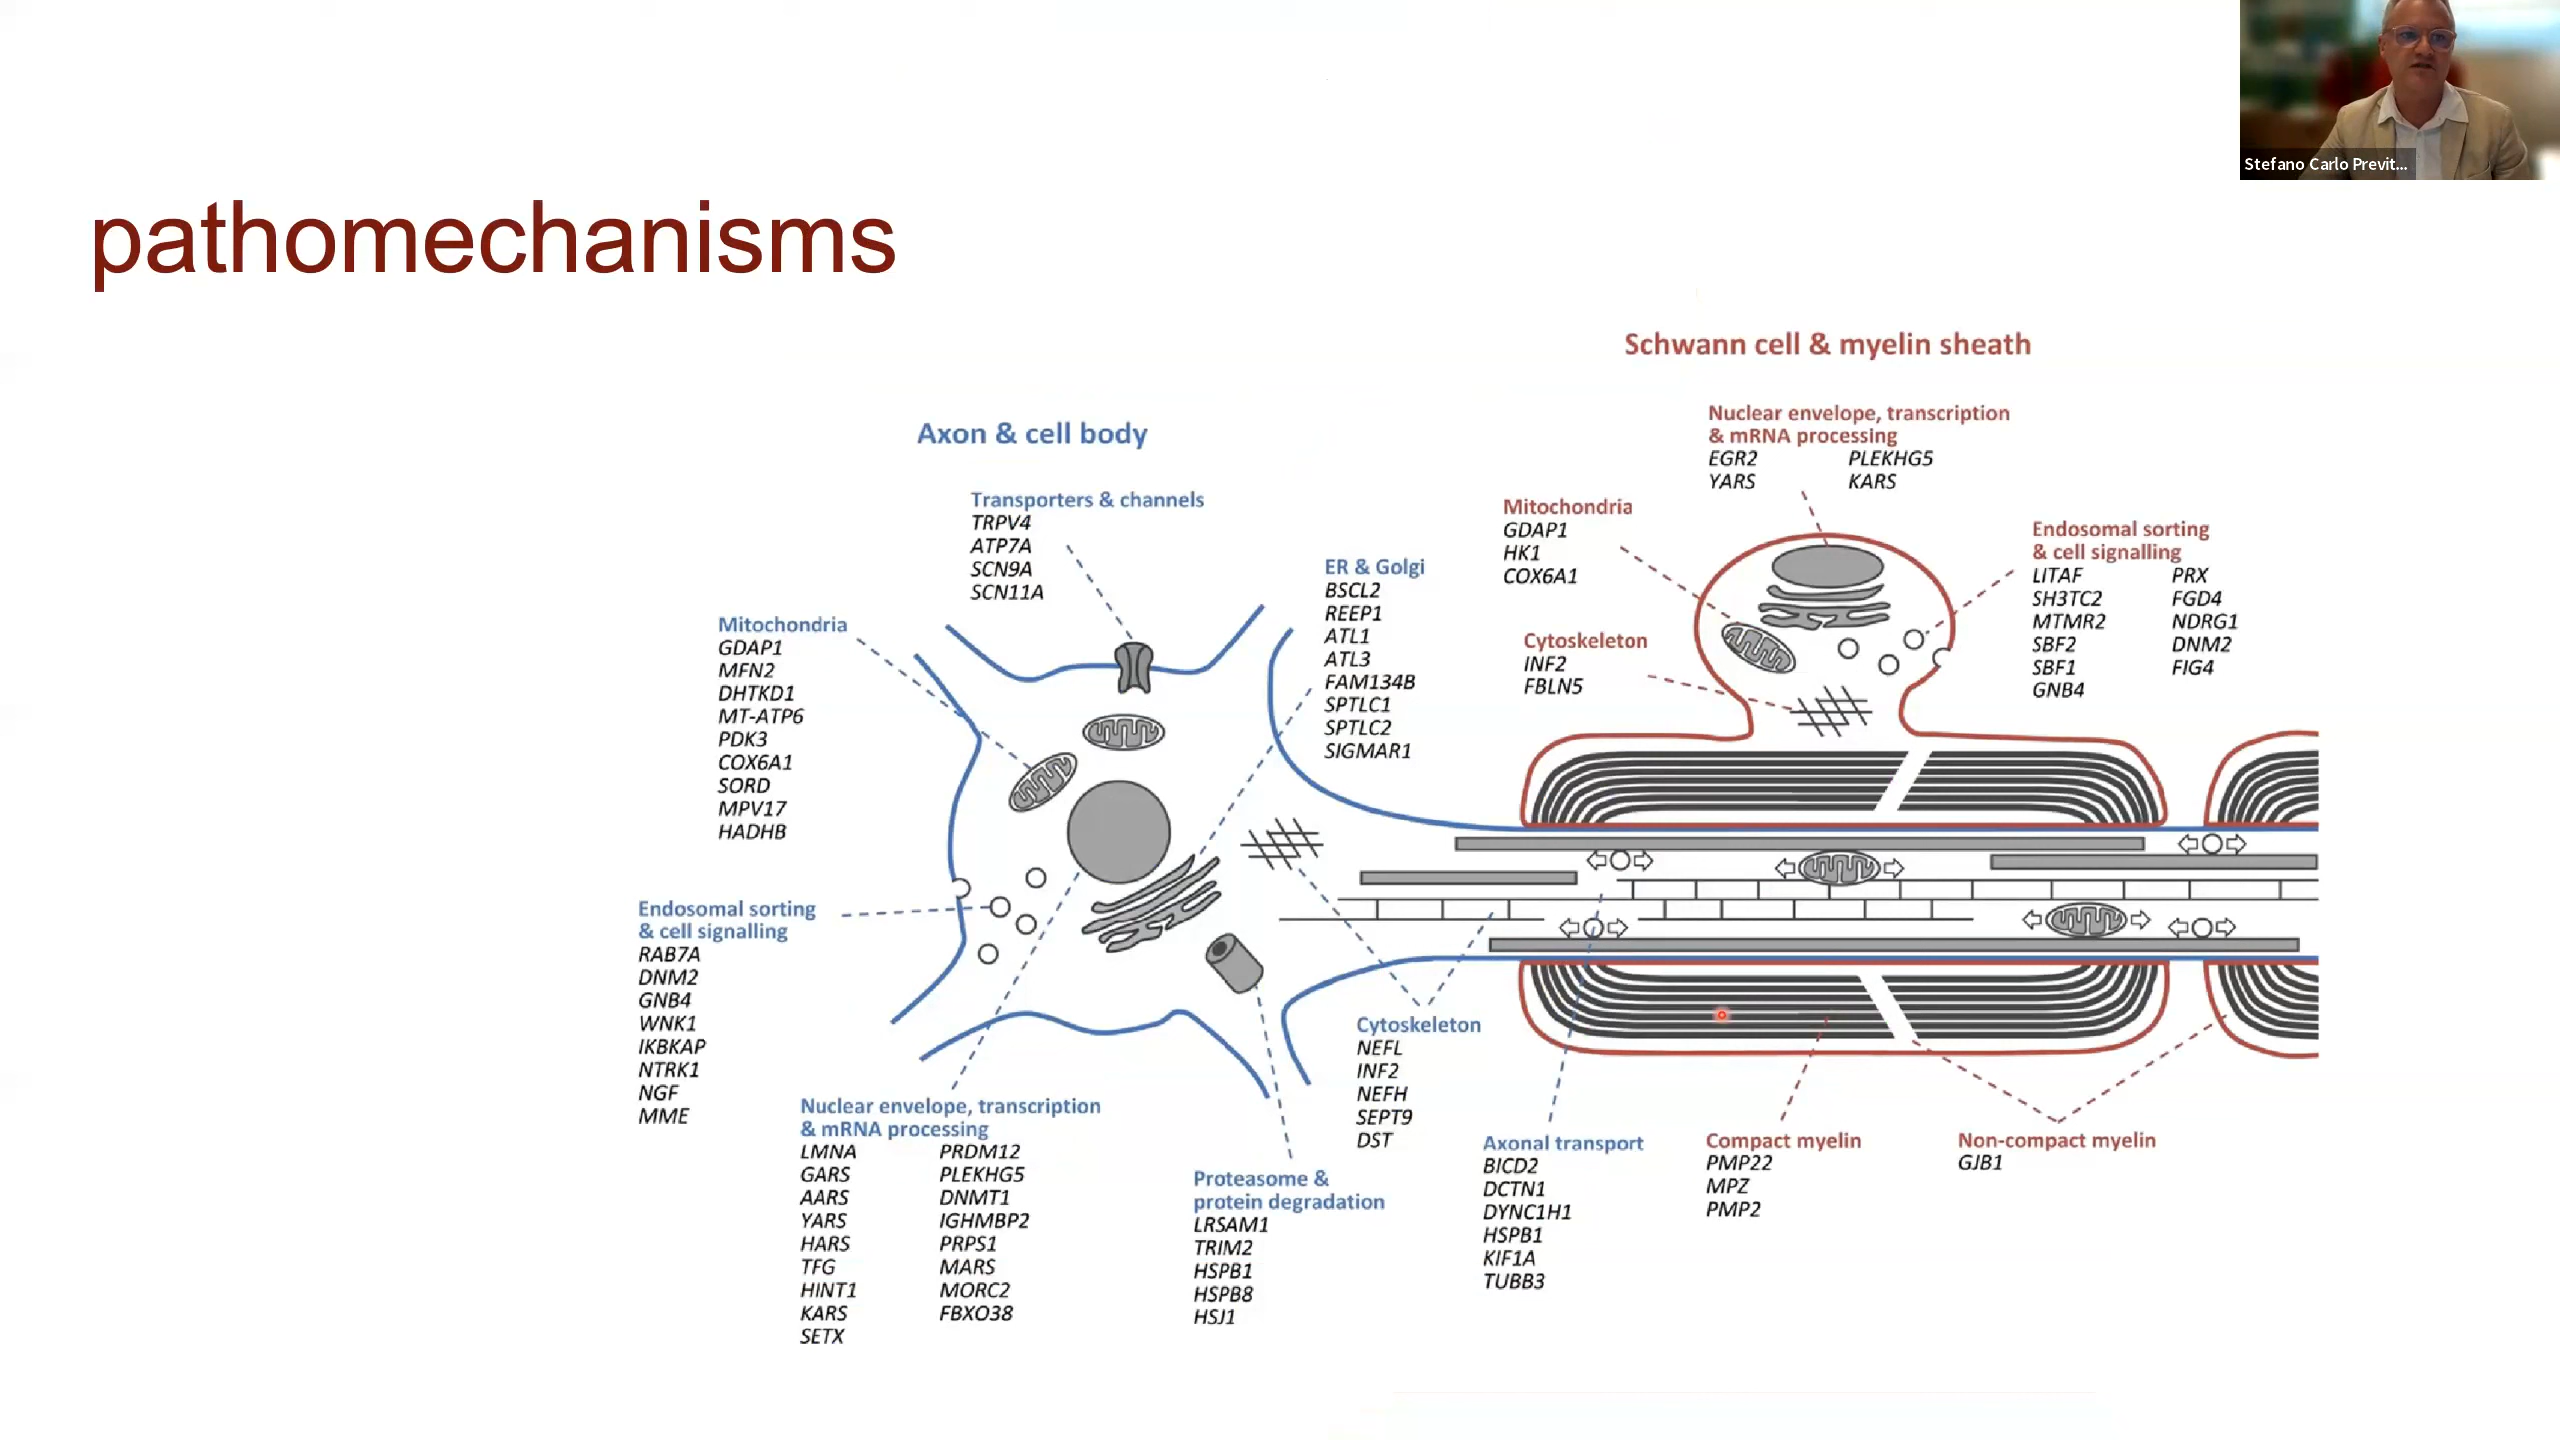 Stefano Carlo Previt...
pathomechanisms
Schwann cell & myelin sheath
Axon & cell body
Nuclear envelope, transcription
& mRNA processing
EGR2 PLEKHG5
YARS KARS
Transporters & channels
TRPV4
ATP7A
SCN9A
SCN11A
Mitochondria
GDAP1
HK1
COX6A1
Endosomal sorting
& cell signalling
LITAF PRX
SH3TC2 FGD4
MTMR2 NDRG1
SBF2 DNM2
SBF1 FIG4
GNB4
ER & Golgi
BSCL2
REEP1
ATL1
ATL3
FAM134B
SPTLC1
SPTLC2
SIGMAR1
Mitochondria
GDAP1
MFN2
DHTKD1
MT-ATP6
PDK3
COX6A1
SORD
MPV17
HADHB
Cytoskeleton
INF2
FBLN5
Endosomal sorting
& cell signalling
RAB7A
DNM2
GNB4
WNK1
IKBKAP
NTRK1
NGF
MME
Nuclear envelope, transcription
& mRNA processing
LMNA PRDM12
GARS PLEKHG5
AARS DNMT1
YARS IGHMBP2
HARS PRPS1
TFG MARS
HINT1 MORC2
KARS FBXO38
SETX
Proteasome &
protein degradation
LRSAM1
TRIM2
HSPB1
HSPB8
HSJ1
Cytoskeleton
NEFL
INF2
NEFH
SEPT9
DST
Axonal transport
BICD2
DCTN1
DYNC1H1
HSPB1
KIF1A
TUBB3
Compact myelin
PMP22
MPZ
PMP2
Non-compact myelin
GJB1